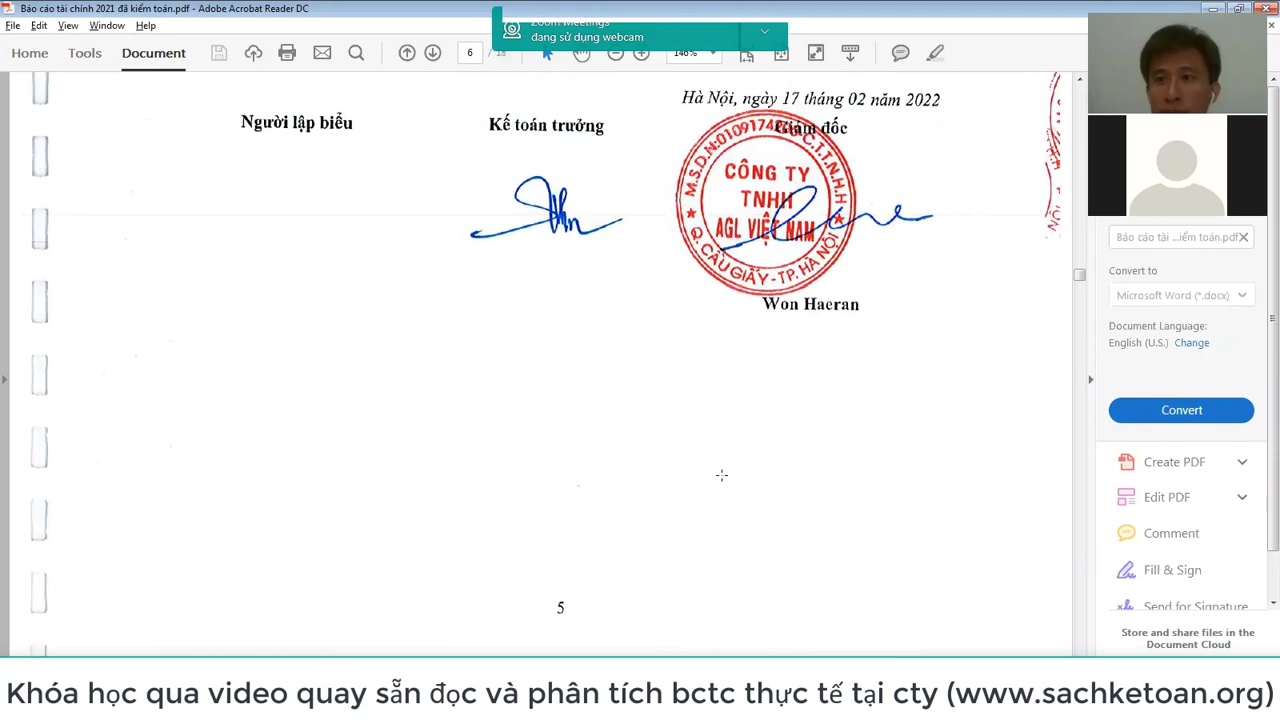 Báo cáo tài chính 2021 đã kiểm toán.pdf - Adobe Acrobat Reader DC
File Edit View Window Help
Zoom Meetings
đang sử dụng webcam
Home Tools Document
6 / 18
146%
Hà Nội, ngày 17 tháng 02 năm 2022
Người lập biểu
Kế toán trưởng
Giám đốc
CÔNG TY
TNHH
AGL VIỆT NAM
Q. CẦU GIẤY - TP. HÀ NỘI
Won Haeran
5
Báo cáo tài ...iểm toán.pdf
Convert to
Microsoft Word (*.docx)
Document Language:
English (U.S.) Change
Convert
Create PDF
Edit PDF
Comment
Fill & Sign
Send for Signature
Store and share files in the
Document Cloud
Khóa học qua video quay sẵn đọc và phân tích bctc thực tế tại cty (www.sachketoan.org)